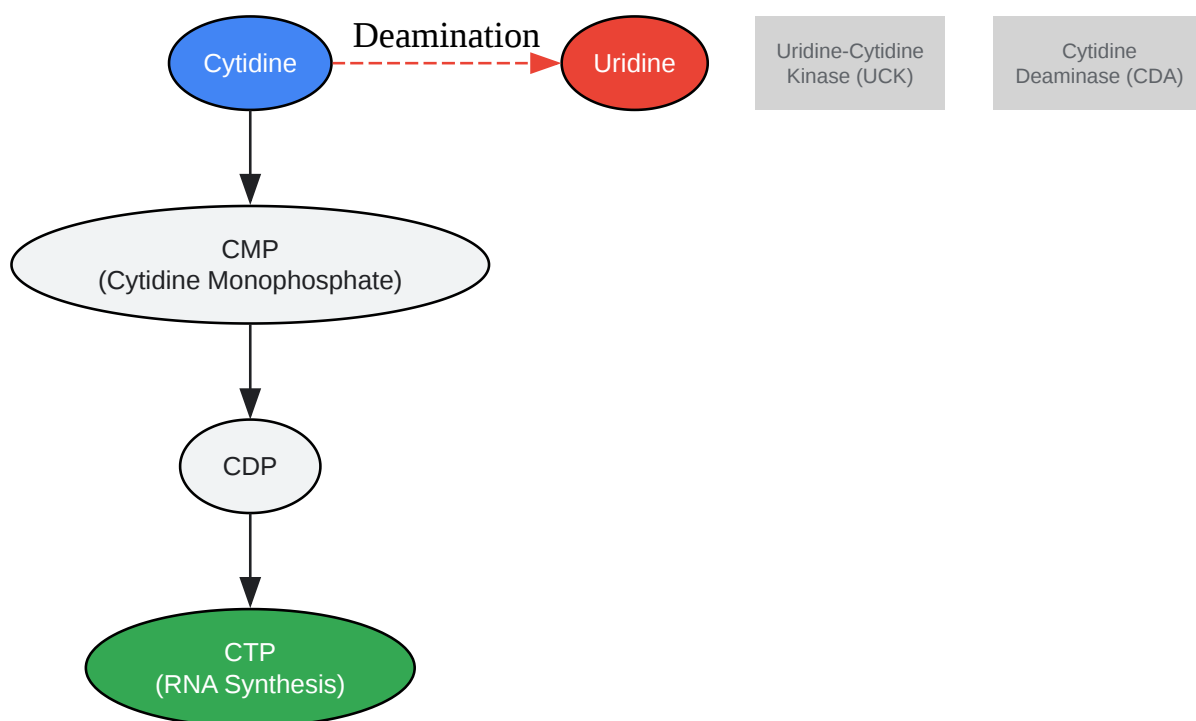 Cytidine
Deamination
Uridine
Uridine-Cytidine
Kinase (UCK)
Cytidine
Deaminase (CDA)
CMP
(Cytidine Monophosphate)
CDP
CTP
(RNA Synthesis)